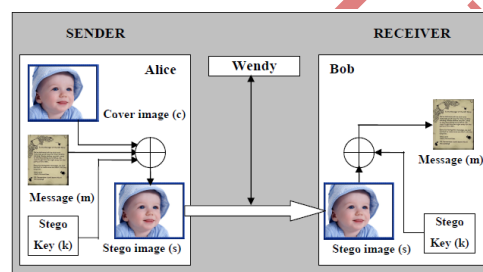 SENDER
RECEIVER
Alice
Wendy
Bob
Cover image (c)
Message (m)
Stego
Key (k)
Stego image (s)
Message (m)
Stego image (s)
Stego
Key (k)